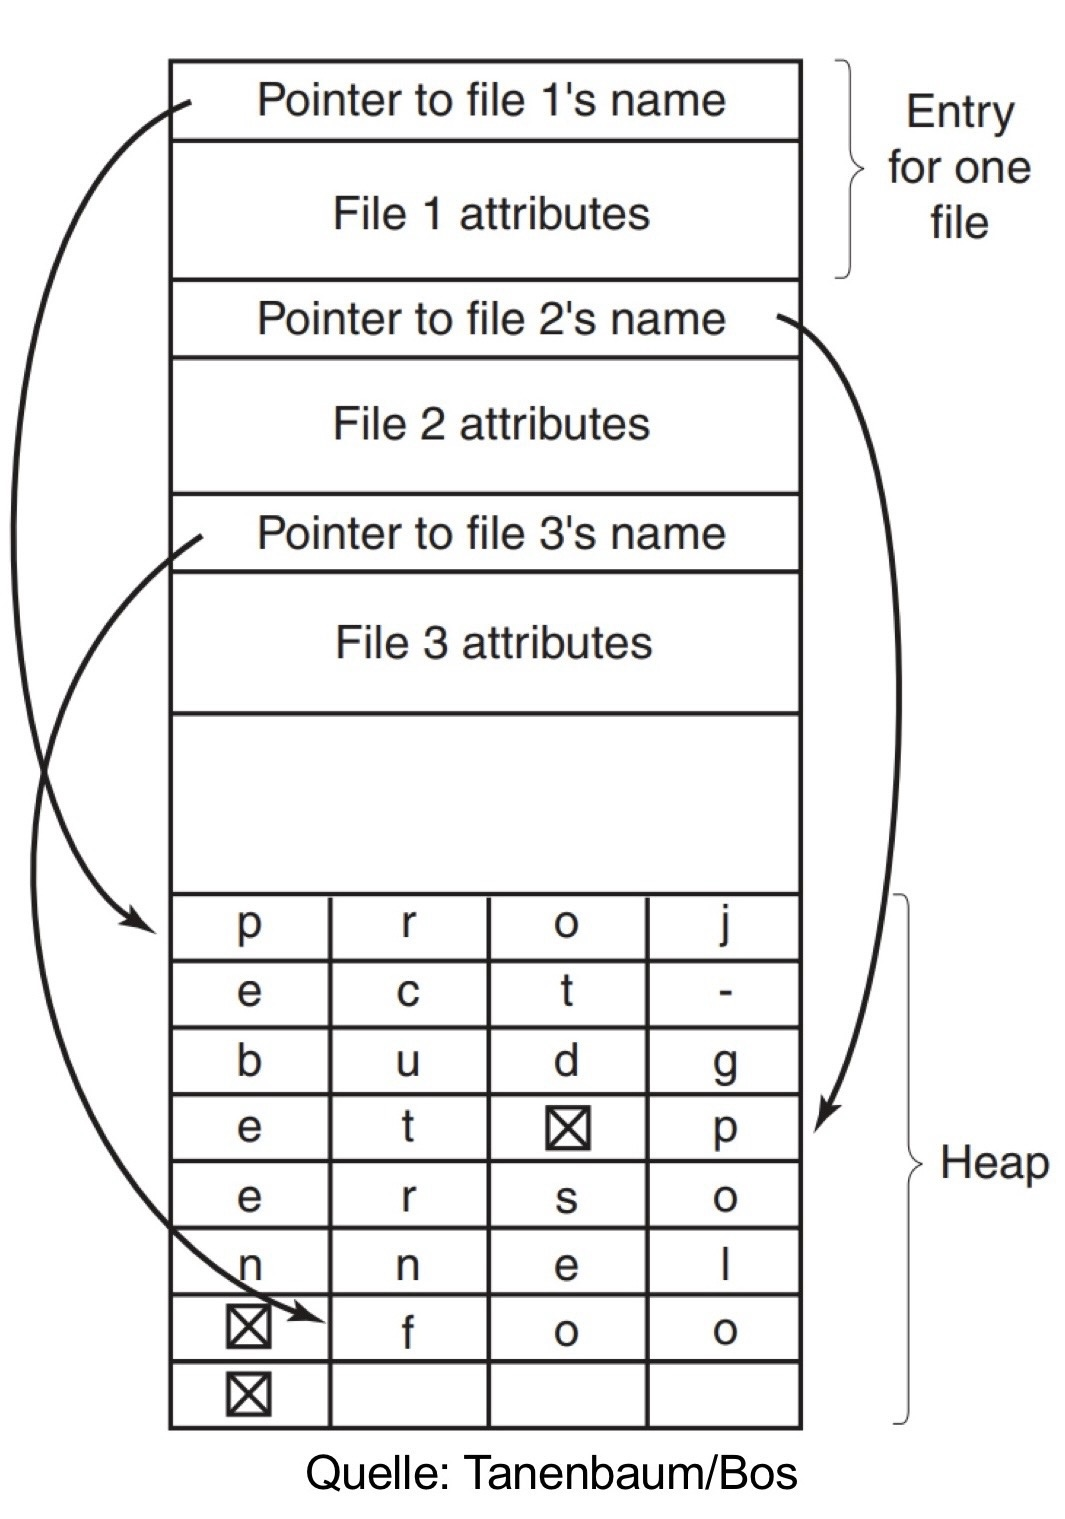 Pointer to file 1's name
Entry
for one
file
File 1 attributes
Pointer to file 2's name
File 2 attributes
Pointer to file 3's name
File 3 attributes
p r o j
e c t -
b u d g
e t ☒ p
e r s o
n n e l
☒ f o o
☒
Heap
Quelle: Tanenbaum/Bos